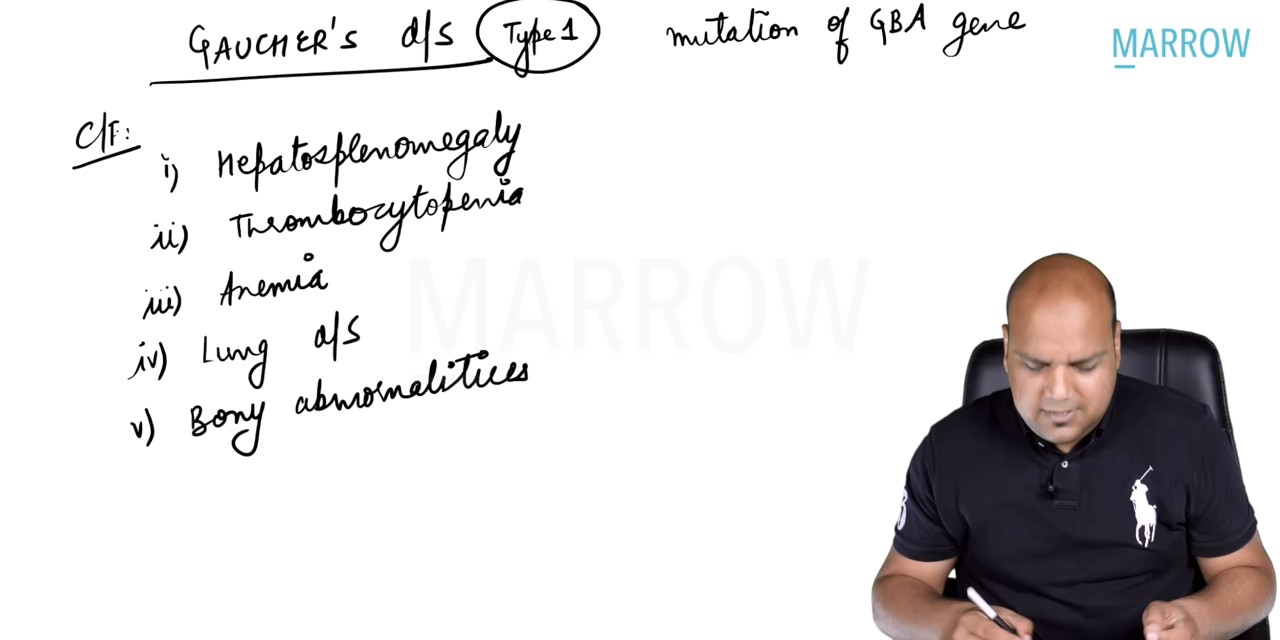 GAUCHER'S d/s Type 1 mutation of GBA gene
MARROW
C/F:
i) Hepatosplenomegaly
ii) Thrombocytopenia
iii) Anemia
MARROW
iv) Lung d/s
v) Bony abnormalities